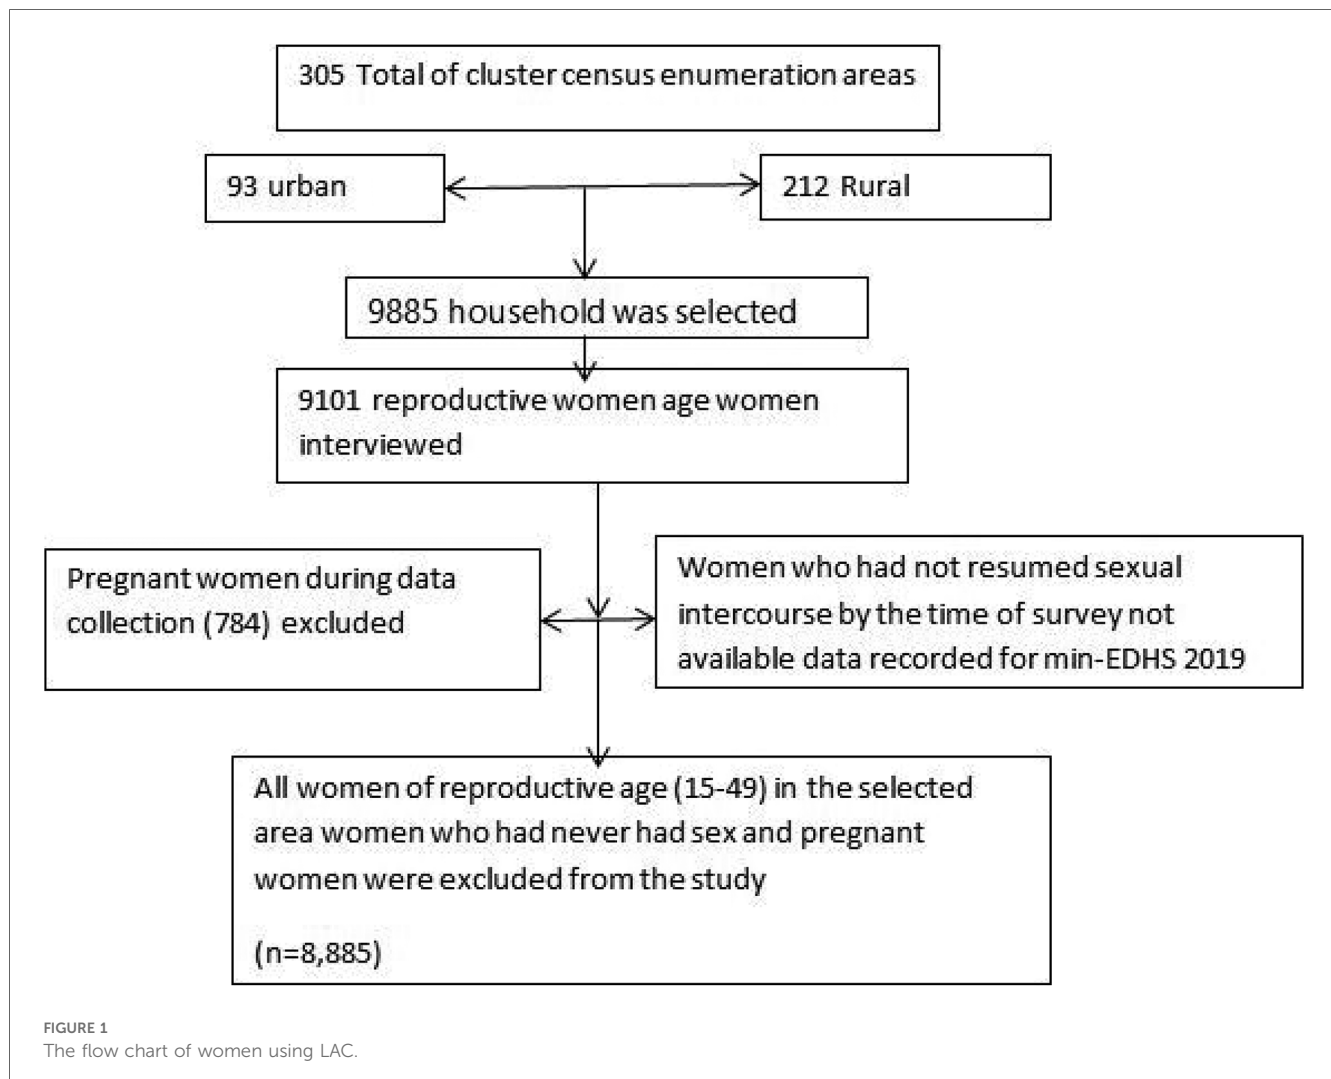 305 Total of cluster census enumeration areas
93 urban
212 Rural
9885 household was selected
9101 reproductive women age women
interviewed
Pregnant women during data
collection (784) excluded
Women who had not resumed sexual
intercourse by the time of survey not
available data recorded for min-EDHS 2019
All women of reproductive age (15-49) in the selected
area women who had never had sex and pregnant
women were excluded from the study
(n=8,885)
FIGURE 1
The flow chart of women using LAC.